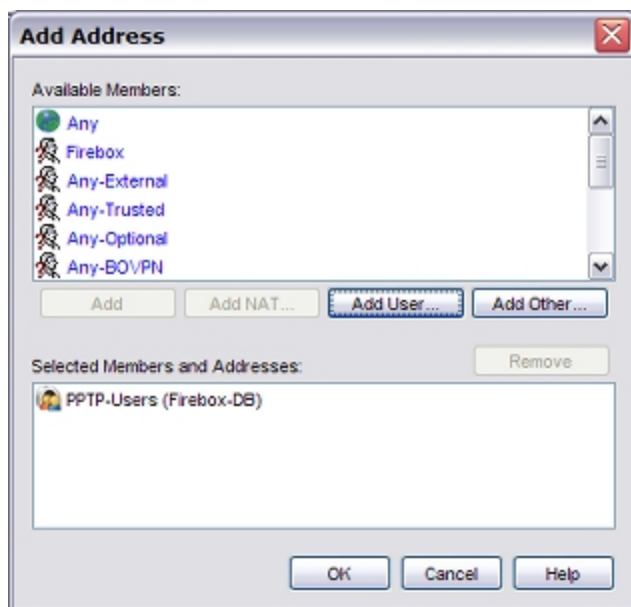 Add Address
Available Members:
Any
Firebox
Any-External
Any-Trusted
Any-Optional
Any-BOVPN
Add Add NAT... Add User... Add Other...
Selected Members and Addresses: Remove
PPTP-Users (Firebox-DB)
OK Cancel Help